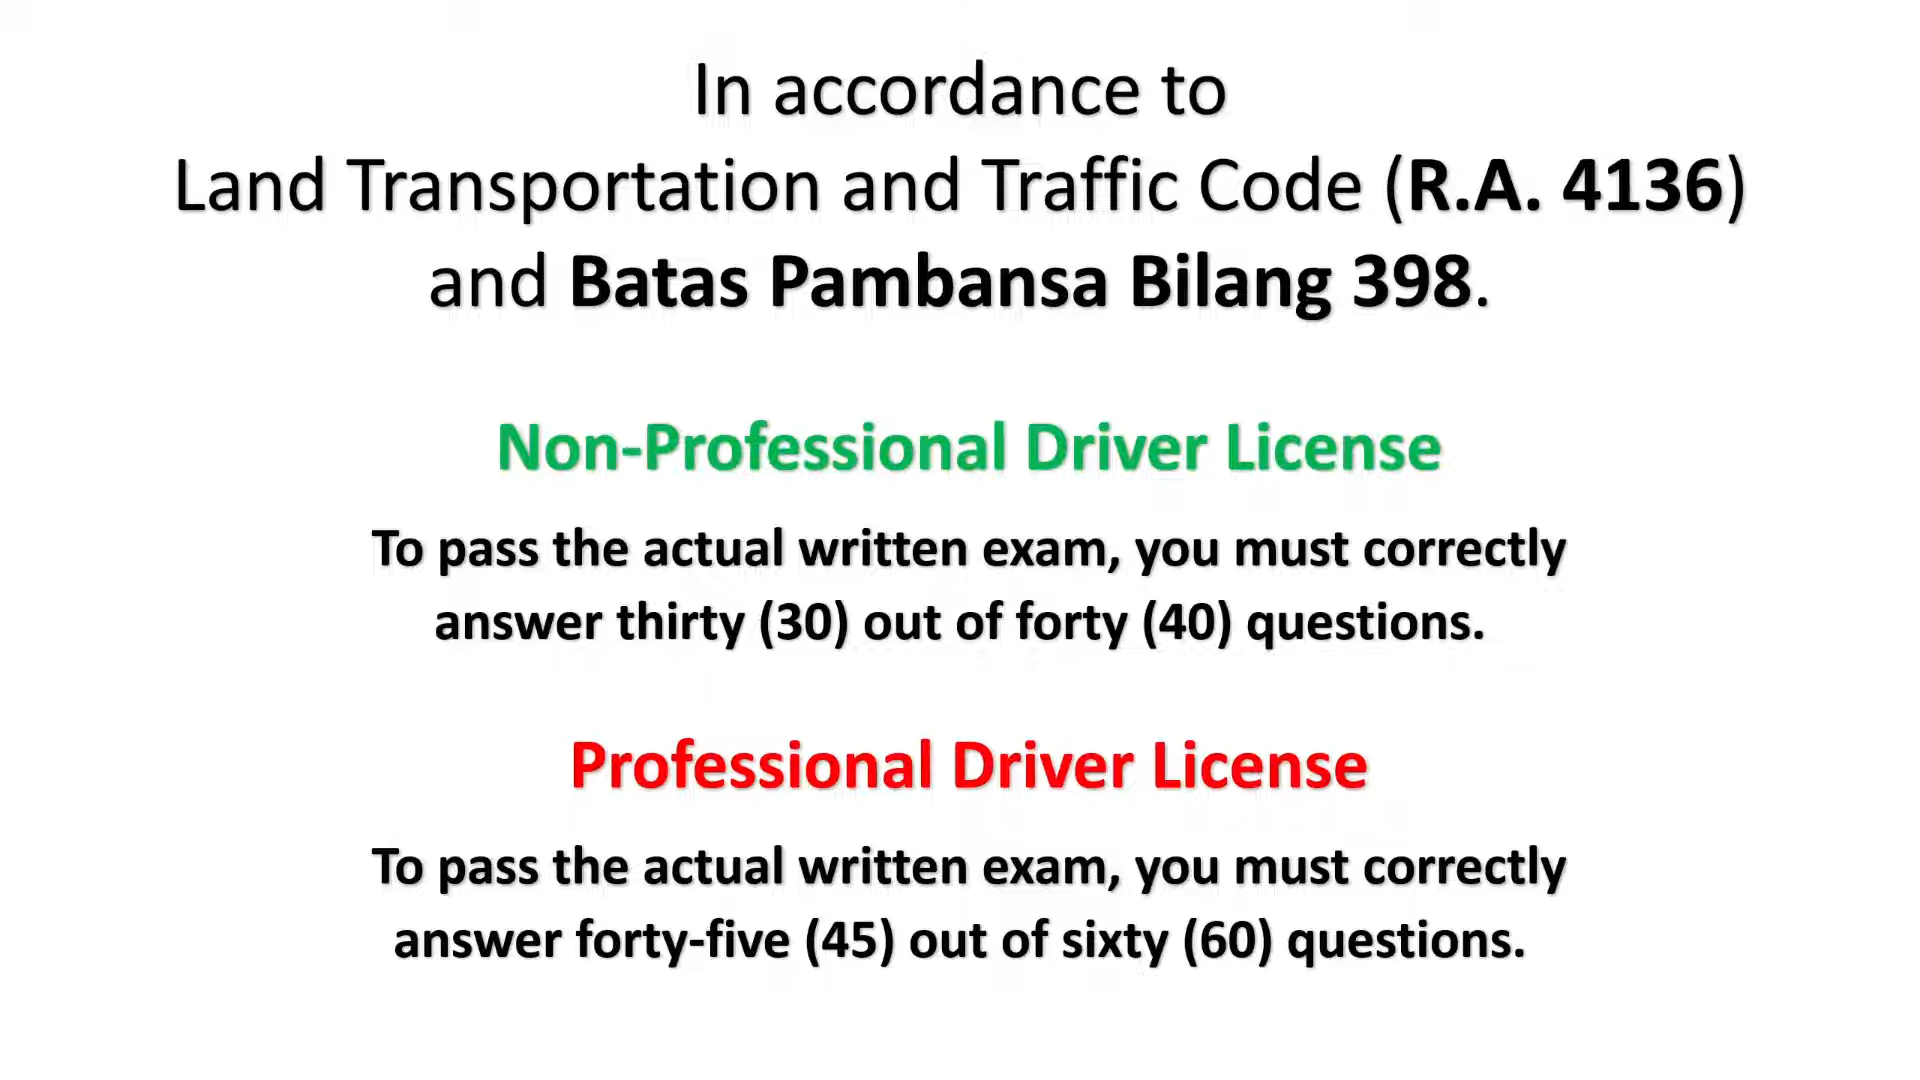 In accordance to
Land Transportation and Traffic Code (R.A. 4136)
and Batas Pambansa Bilang 398.
Non-Professional Driver License
To pass the actual written exam, you must correctly
answer thirty (30) out of forty (40) questions.
Professional Driver License
To pass the actual written exam, you must correctly
answer forty-five (45) out of sixty (60) questions.